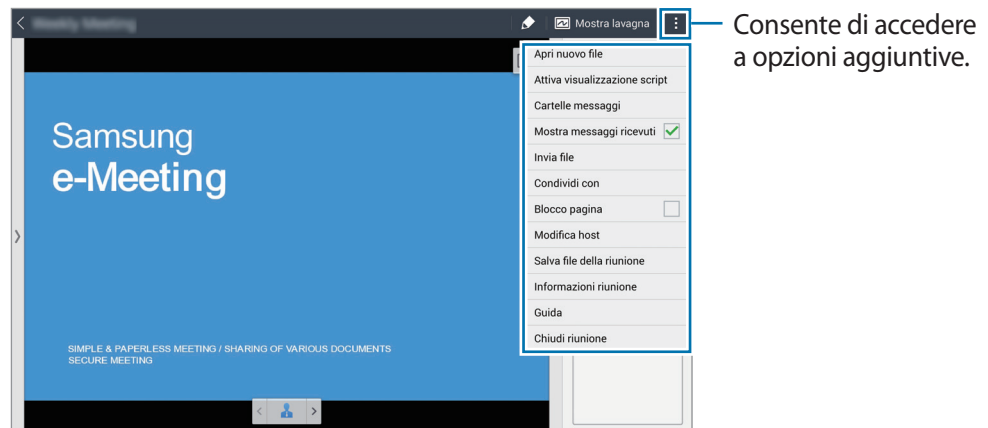 Mostra lavagna
Consente di accedere
a opzioni aggiuntive.
Apri nuovo file
Attiva visualizzazione script
Cartelle messaggi
Mostra messaggi ricevuti
Invia file
Condividi con
Blocco pagina
Modifica host
Salva file della riunione
Informazioni riunione
Guida
Chiudi riunione
Samsung
e-Meeting
SIMPLE & PAPERLESS MEETING / SHARING OF VARIOUS DOCUMENTS
SECURE MEETING